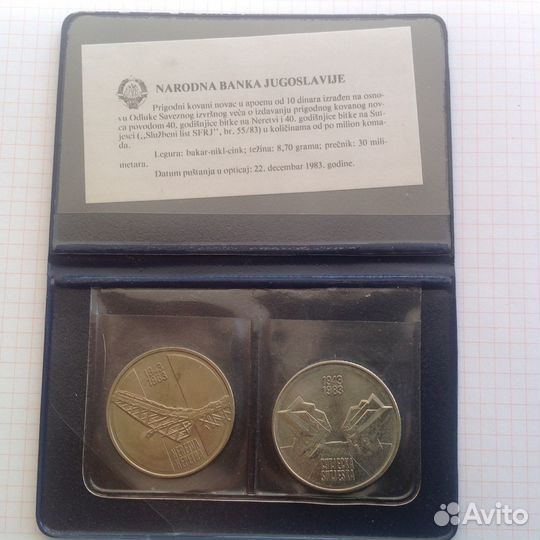 NARODNA BANKA JUGOSLAVIJE
Prigodni kovani novac u apoenu od 10 dinara izrađen na osno-
vu Odluke Saveznog izvršnog veća o izdavanju prigodnog kovanog nov-
ca povodom 40. godišnjice bitke na Neretvi i 40. godišnjice bitke na Sut-
jesci („Službeni list SFRJ”, br. 55/83) u količinama od po milion koma-
da.
Legura: bakar-nikl-cink; težina: 8,70 grama; prečnik: 30 mili-
metara.
Datum puštanja u opticaj: 22. decembar 1983. godine.
1943
1983
1943
1983
СУТЈЕСКА
SUTJESKA
Avito